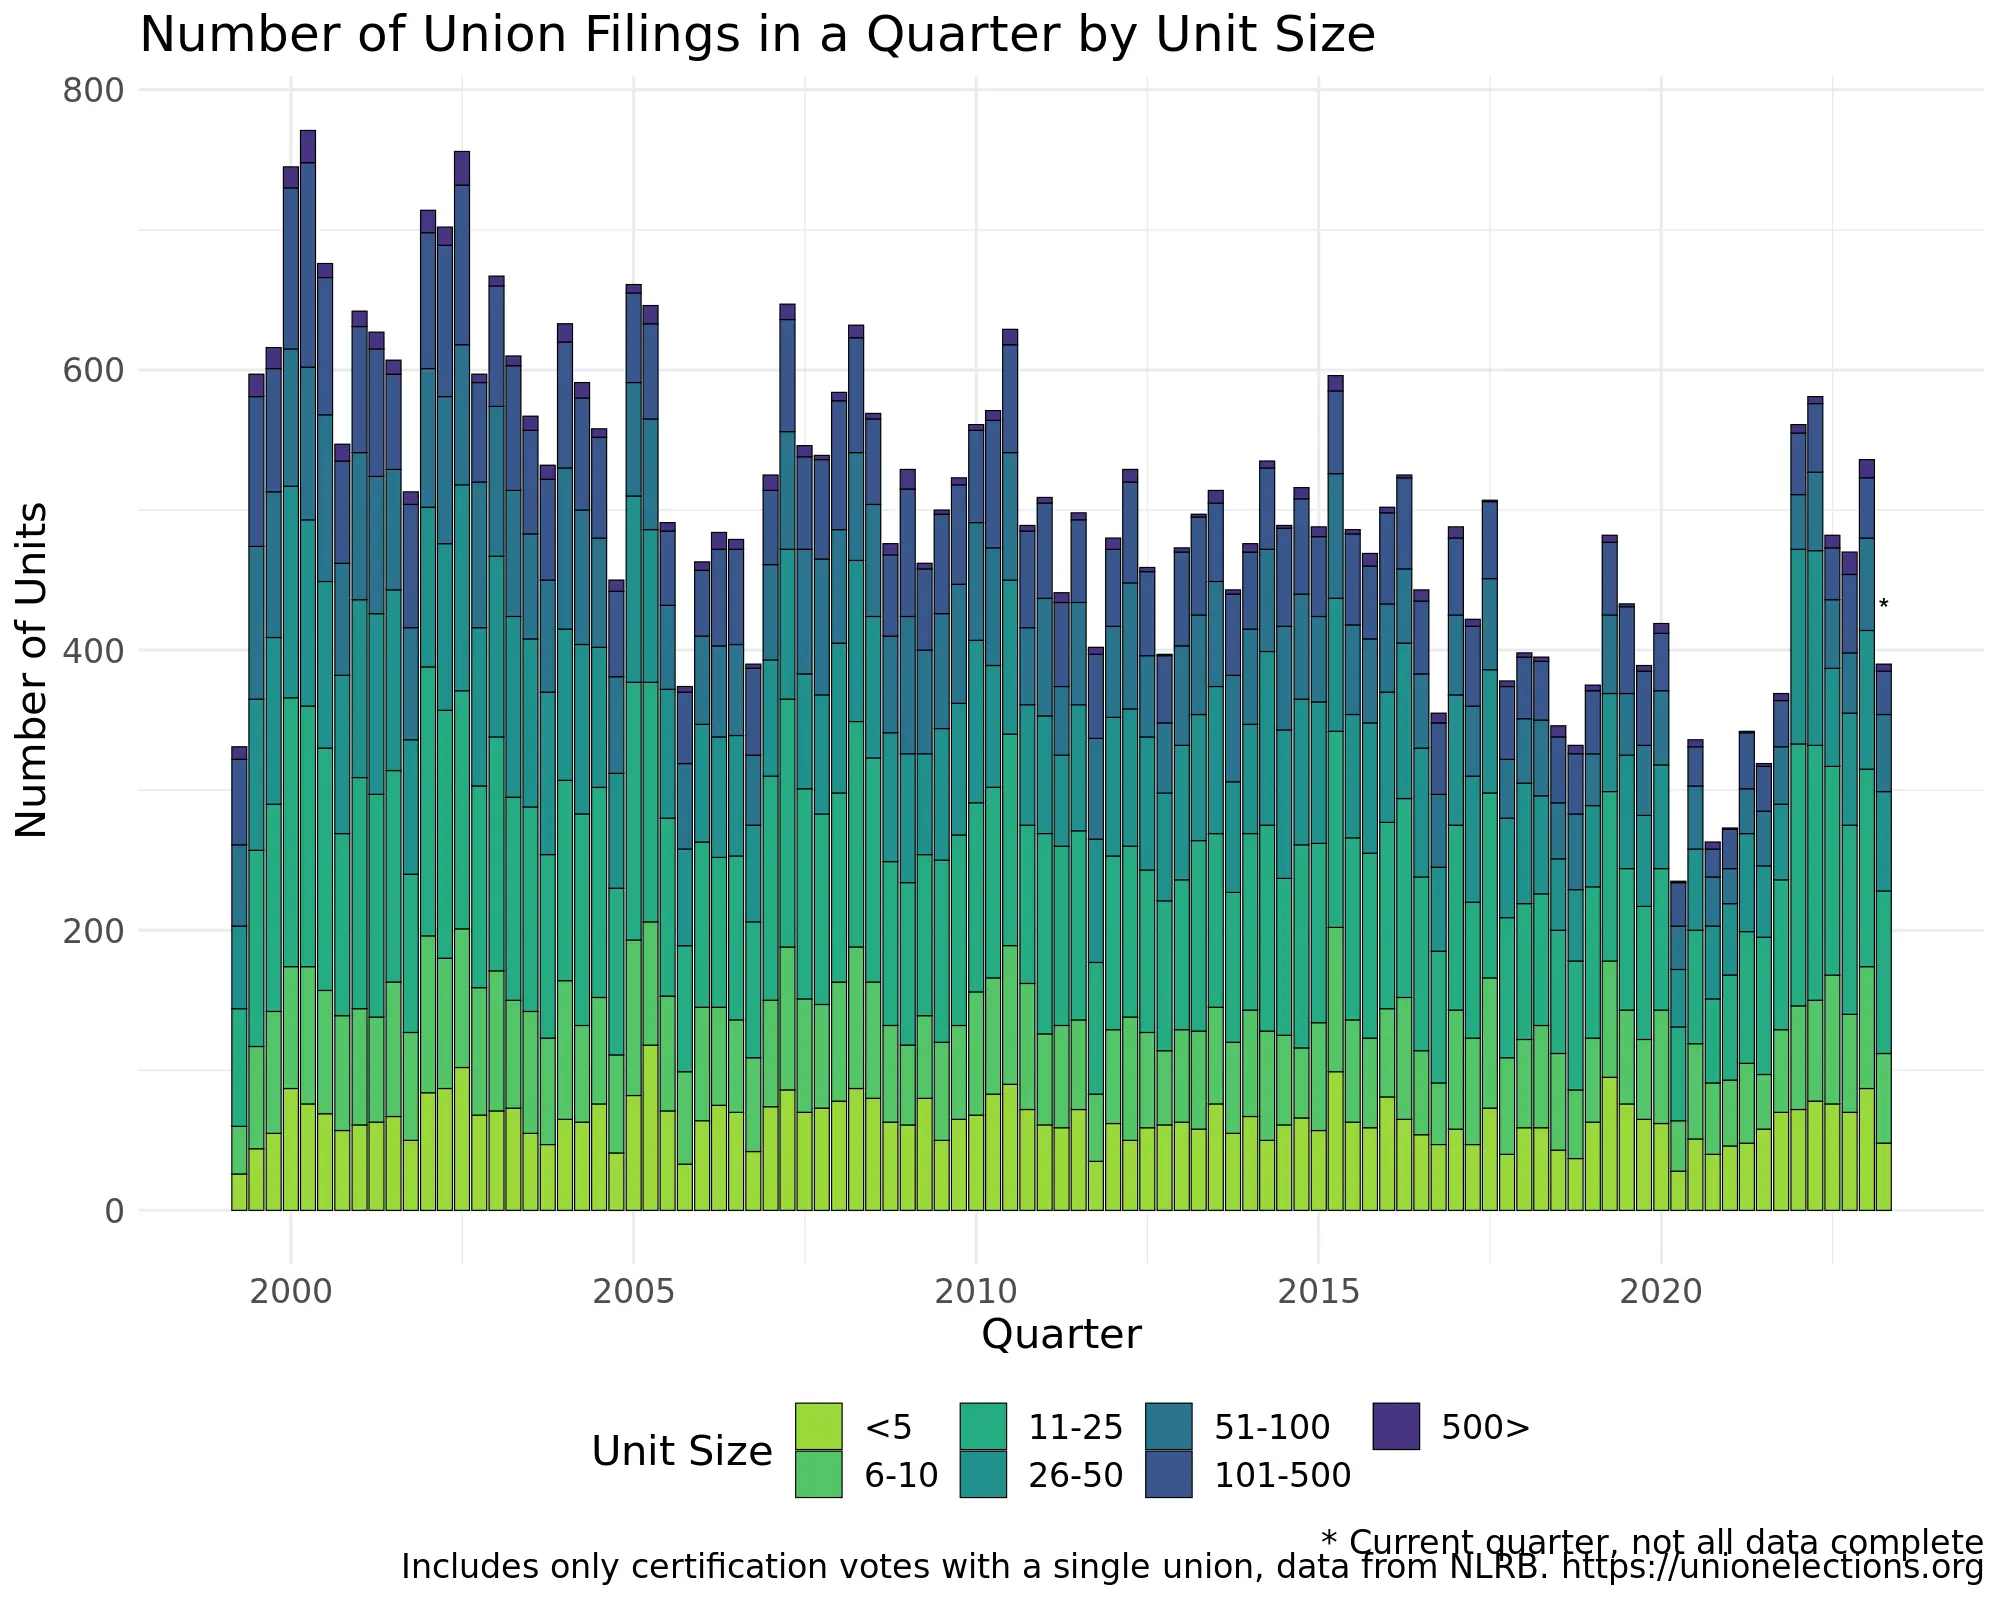 Number of Union Filings in a Quarter by Unit Size
800
600
400
200
0
Number of Units
*
2000 2005 2010 2015 2020
Quarter
Unit Size
<5 11-25 51-100 500>
6-10 26-50 101-500
* Current quarter, not all data complete
Includes only certification votes with a single union, data from NLRB. https://unionelections.org